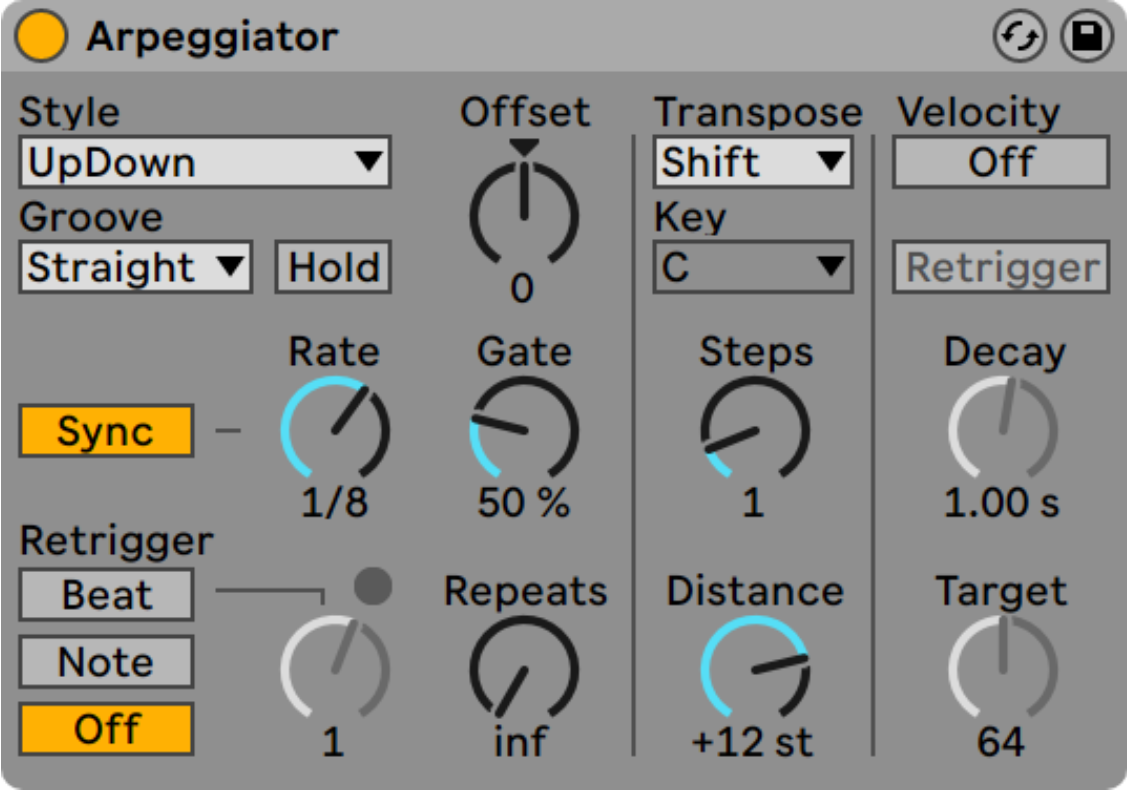 Arpeggiator
Style
UpDown
Groove
Straight
Hold
Offset
0
Sync
Rate
1/8
Gate
50 %
Retrigger
Beat
Note
Off
1
Repeats
inf
Transpose
Shift
Key
C
Steps
1
Distance
+12 st
Velocity
Off
Retrigger
Decay
1.00 s
Target
64